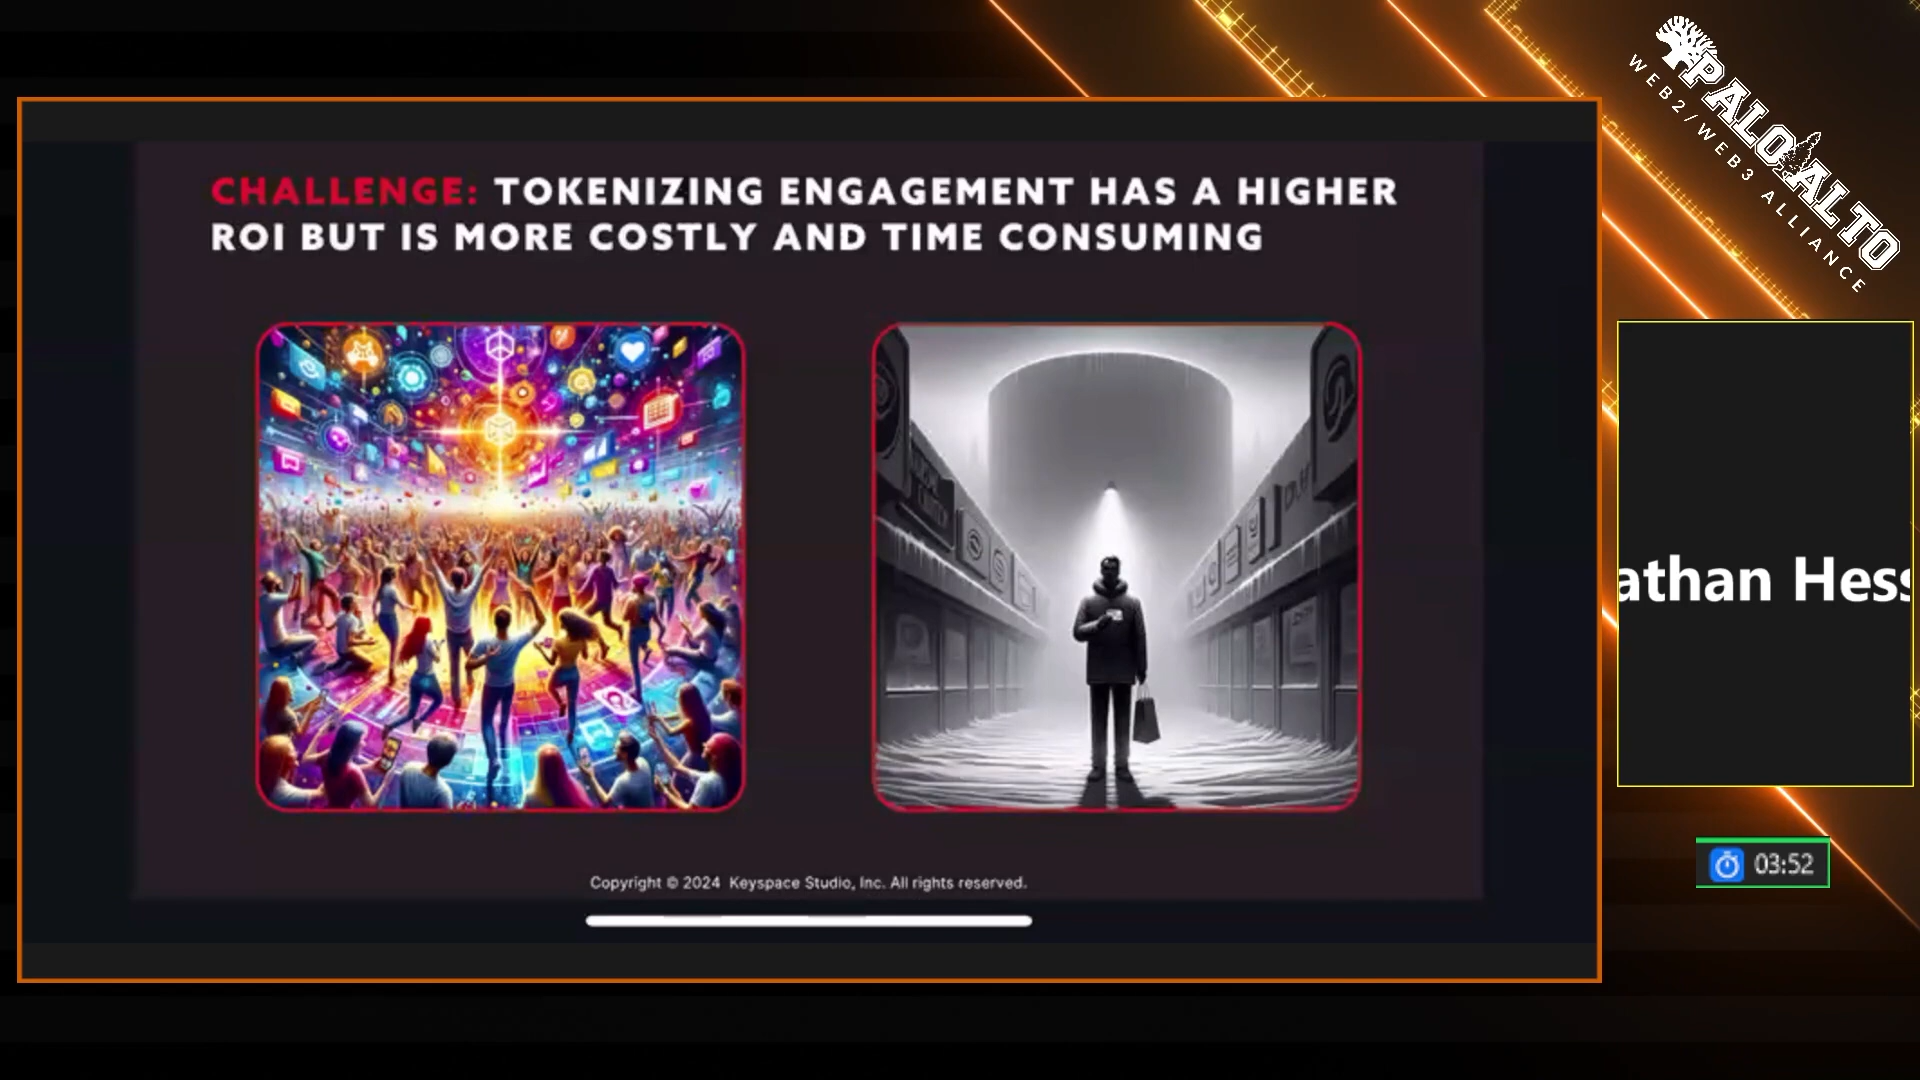 CHALLENGE: TOKENIZING ENGAGEMENT HAS A HIGHER
ROI BUT IS MORE COSTLY AND TIME CONSUMING
Copyright © 2024 Keyspace Studio, Inc. All rights reserved.
PALO ALTO
WEB2/WEB3 ALLIANCE
athan Hess
03:52